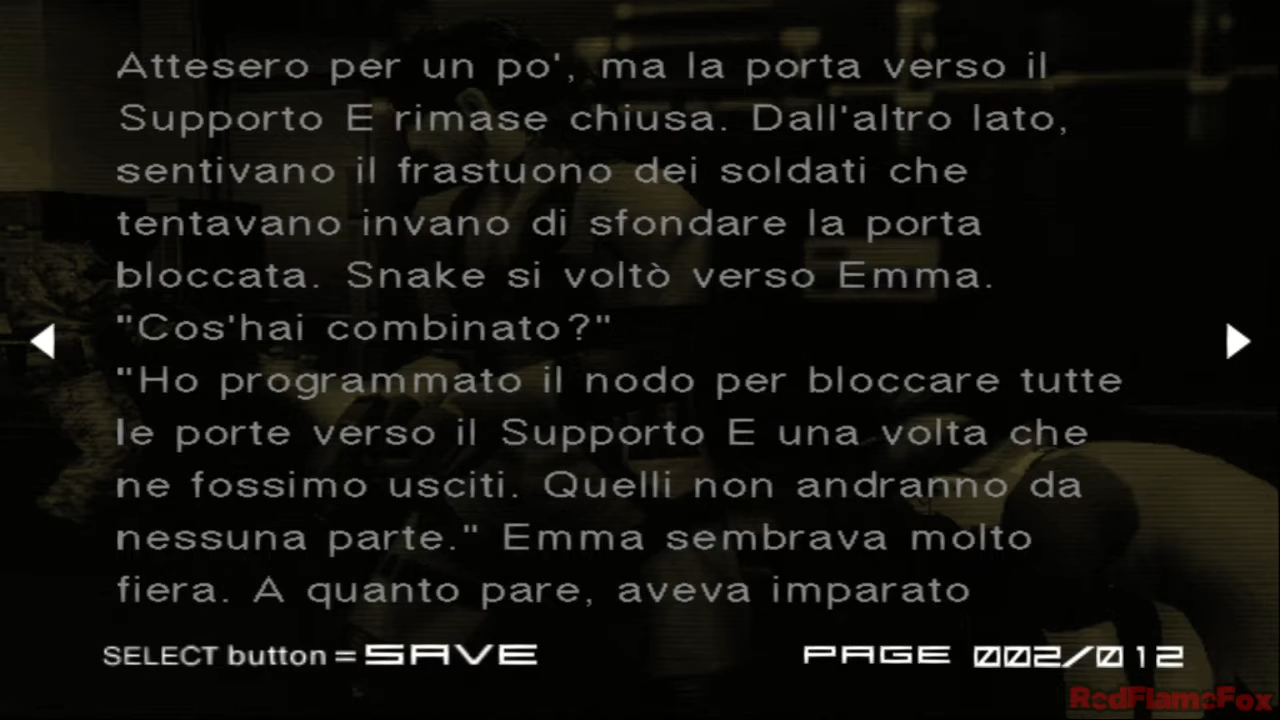 Attesero per un po', ma la porta verso il
Supporto E rimase chiusa. Dall'altro lato,
sentivano il frastuono dei soldati che
tentavano invano di sfondare la porta
bloccata. Snake si voltò verso Emma.
"Cos'hai combinato?"
"Ho programmato il nodo per bloccare tutte
le porte verso il Supporto E una volta che
ne fossimo usciti. Quelli non andranno da
nessuna parte." Emma sembrava molto
fiera. A quanto pare, aveva imparato
SELECT button = SAVE
PAGE 002/012
RedFlameFox